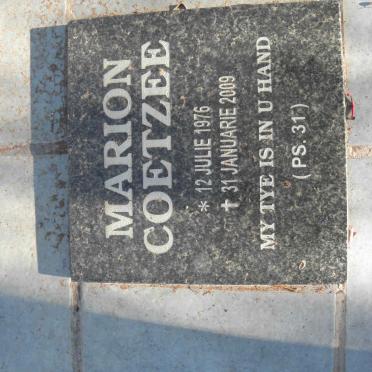 MARION
COETZEE
* 12 JULIE 1976
✝ 31 JANUARIE 2009
MY TYE IS IN U HAND
(PS. 31)